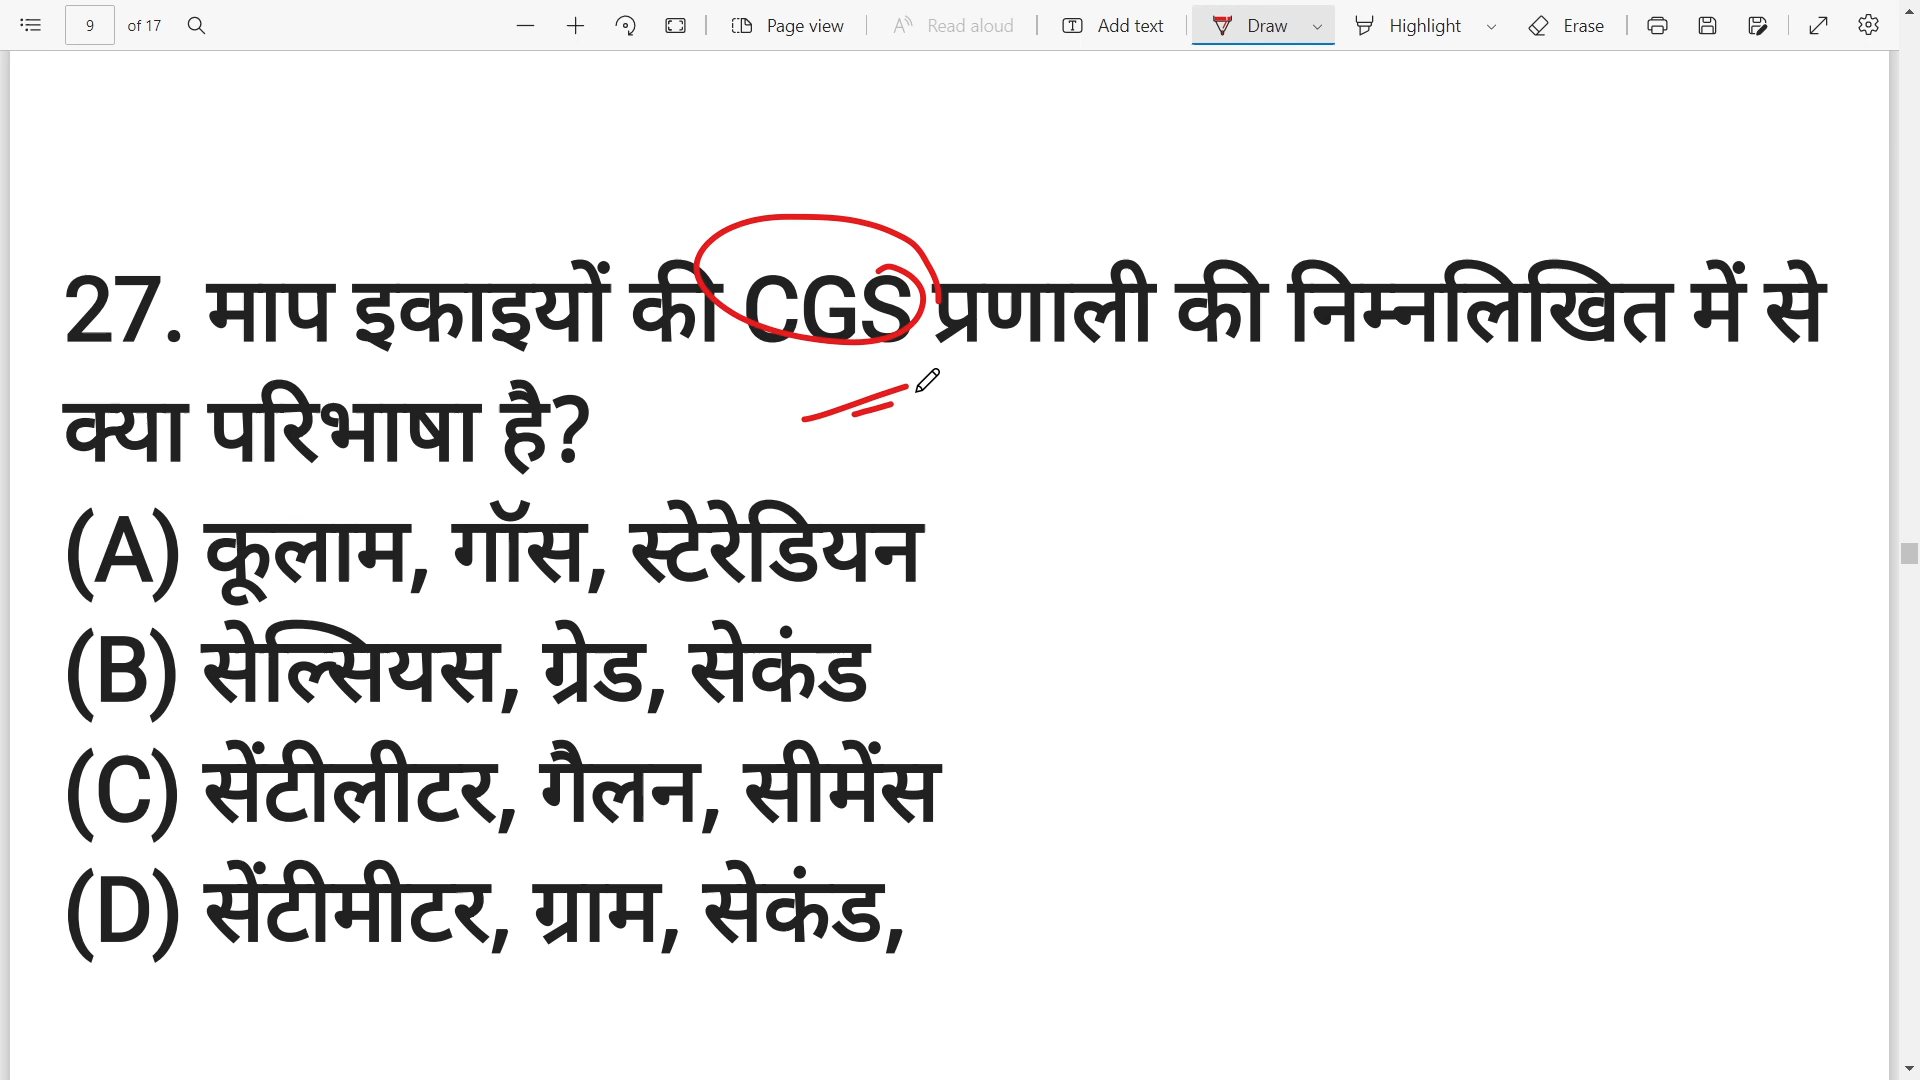 9 of 17 Page view Read aloud Add text Draw Highlight Erase
27. माप इकाइयों की CGS प्रणाली की निम्नलिखित में से
क्या परिभाषा है?
(A) कूलाम, गॉस, स्टेरेडियन
(B) सेल्सियस, ग्रेड, सेकंड
(C) सेंटीलीटर, गैलन, सीमेंस
(D) सेंटीमीटर, ग्राम, सेकंड,